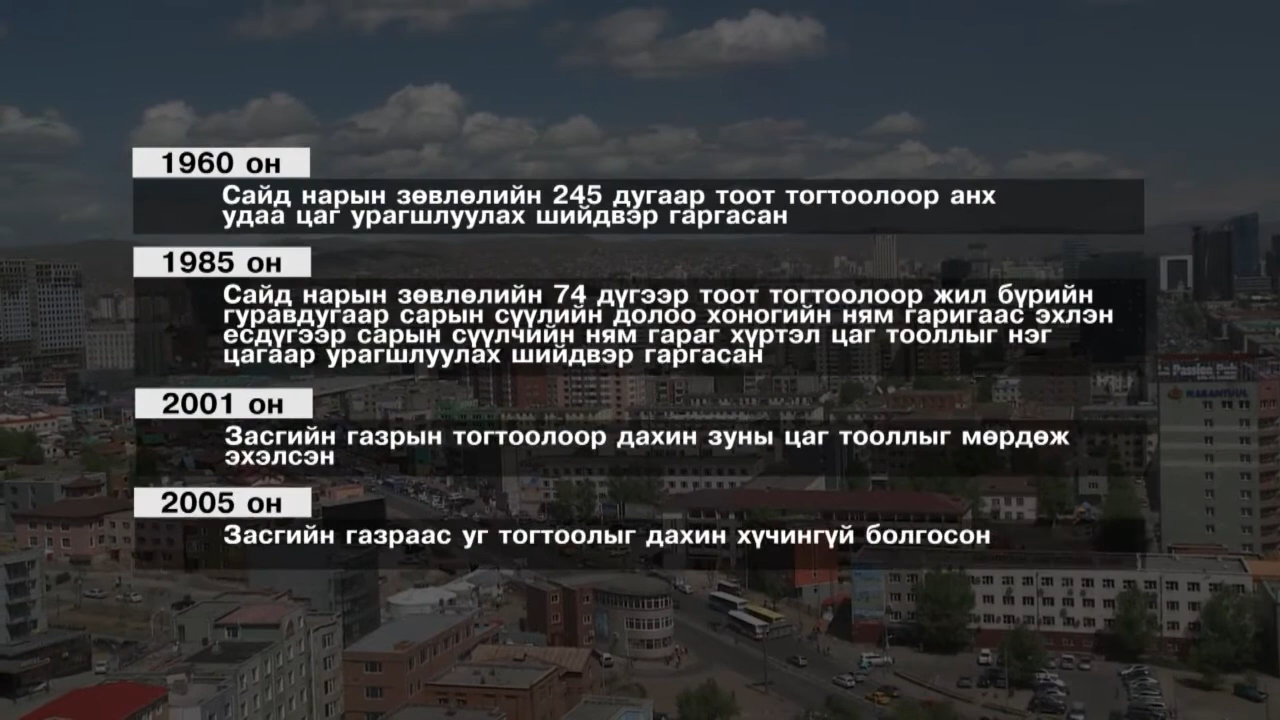 1960 он
Сайд нарын зөвлөлийн 245 дугаар тоот тогтоолоор анх
удаа цаг урагшлуулах шийдвэр гаргасан
1985 он
Сайд нарын зөвлөлийн 74 дүгээр тоот тогтоолоор жил бүрийн
гуравдугаар сарын сүүлийн долоо хоногийн ням гаригаас эхлэн
есдүгээр сарын сүүлчийн ням гараг хүртэл цаг тооллыг нэг
цагаар урагшлуулах шийдвэр гаргасан
La Passion Pub
2001 он
Засгийн газрын тогтоолоор дахин зуны цаг тооллыг мөрдөж
эхэлсэн
2005 он
Засгийн газраас уг тогтоолыг дахин хүчингүй болгосон